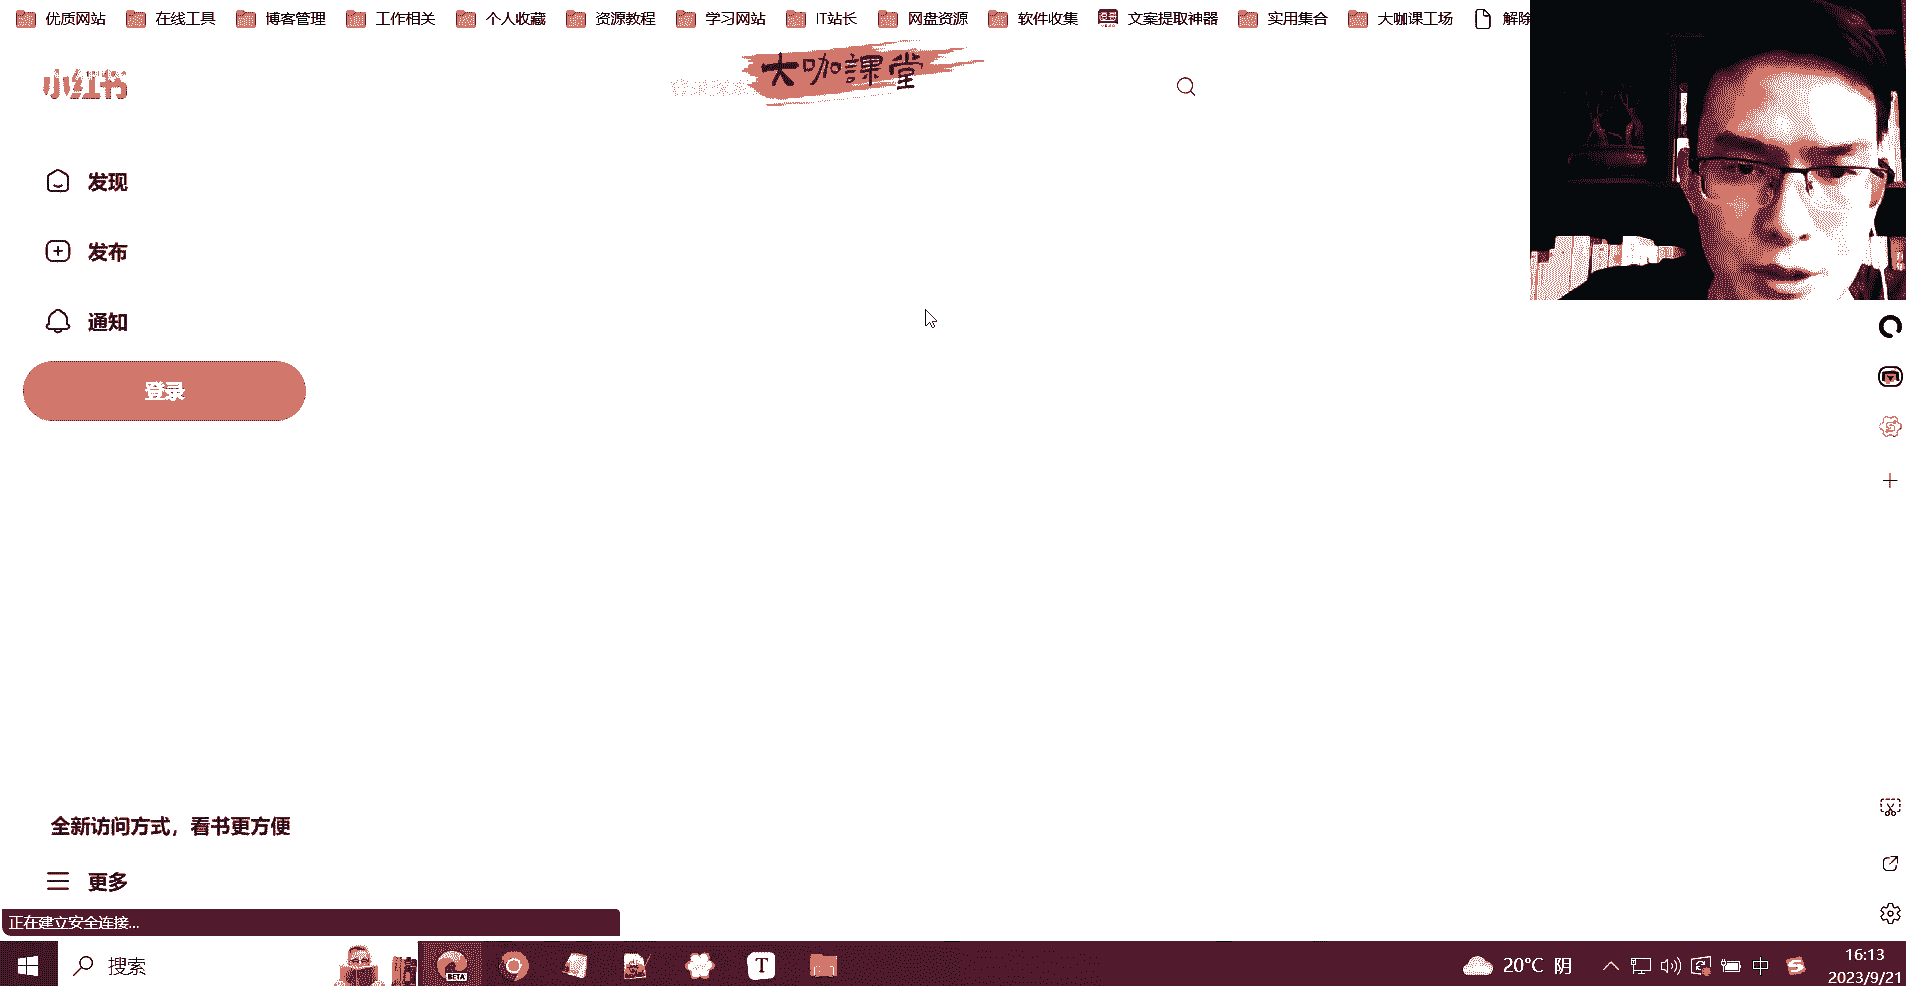 优质网站 在线工具 博客管理 工作相关 个人收藏 资源教程 学习网站 IT站长 网盘资源 软件收集 文案提取神器 实用集合 大咖课工场 解除
小红书
大咖課堂
发现
发布
通知
登录
全新访问方式，看书更方便
更多
正在建立安全连接...
搜索
BETA
T
20°C 阴
中
S
16:13
2023/9/21